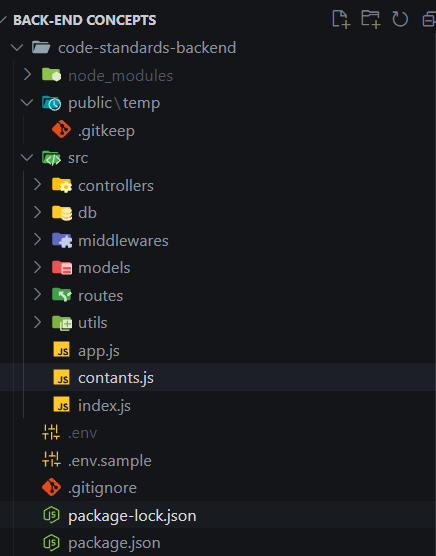 BACK-END CONCEPTS
code-standards-backend
node_modules
public\temp
.gitkeep
src
controllers
db
middlewares
models
routes
utils
JS app.js
JS contants.js
JS index.js
.env
.env.sample
.gitignore
package-lock.json
package.json